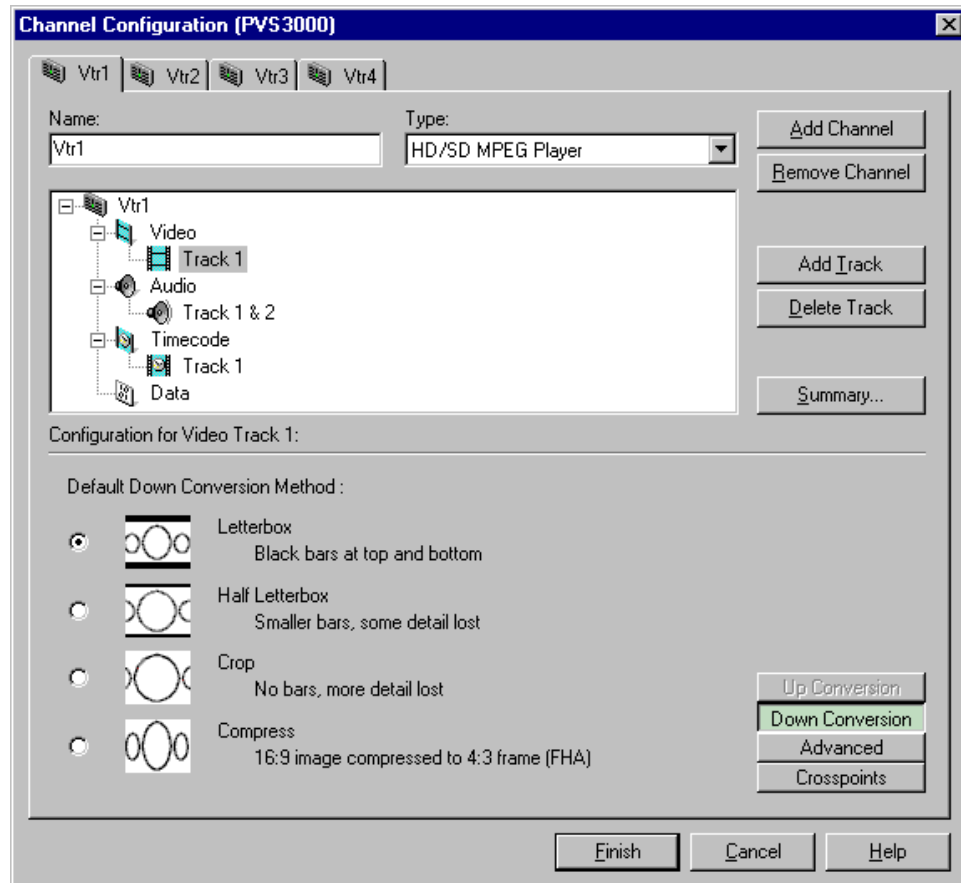 Channel Configuration (PVS3000)
Vtr1 Vtr2 Vtr3 Vtr4
Name:
Vtr1
Type:
HD/SD MPEG Player
Add Channel
Remove Channel
Vtr1
Video
Track 1
Audio
Track 1 & 2
Timecode
Track 1
Data
Add Track
Delete Track
Summary...
Configuration for Video Track 1:
Default Down Conversion Method :
Letterbox
Black bars at top and bottom
Half Letterbox
Smaller bars, some detail lost
Crop
No bars, more detail lost
Compress
16:9 image compressed to 4:3 frame (FHA)
Up Conversion
Down Conversion
Advanced
Crosspoints
Finish
Cancel
Help